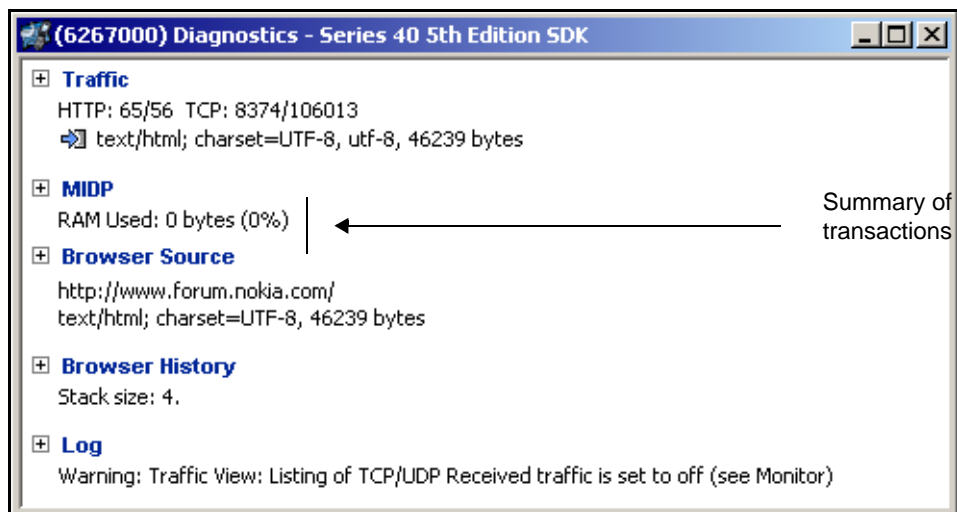 (6267000) Diagnostics - Series 40 5th Edition SDK
Traffic
HTTP: 65/56 TCP: 8374/106013
text/html; charset=UTF-8, utf-8, 46239 bytes
MIDP
RAM Used: 0 bytes (0%)
Summary of
transactions
Browser Source
http://www.forum.nokia.com/
text/html; charset=UTF-8, 46239 bytes
Browser History
Stack size: 4.
Log
Warning: Traffic View: Listing of TCP/UDP Received traffic is set to off (see Monitor)